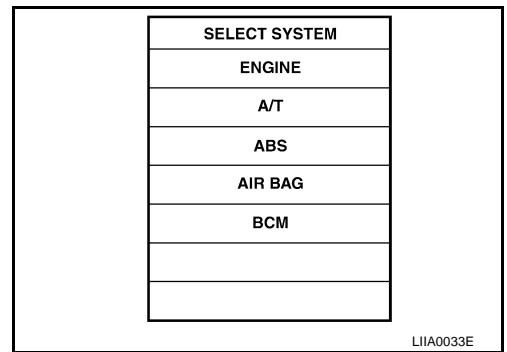 SELECT SYSTEM
ENGINE
A/T
ABS
AIR BAG
BCM
LIIA0033E